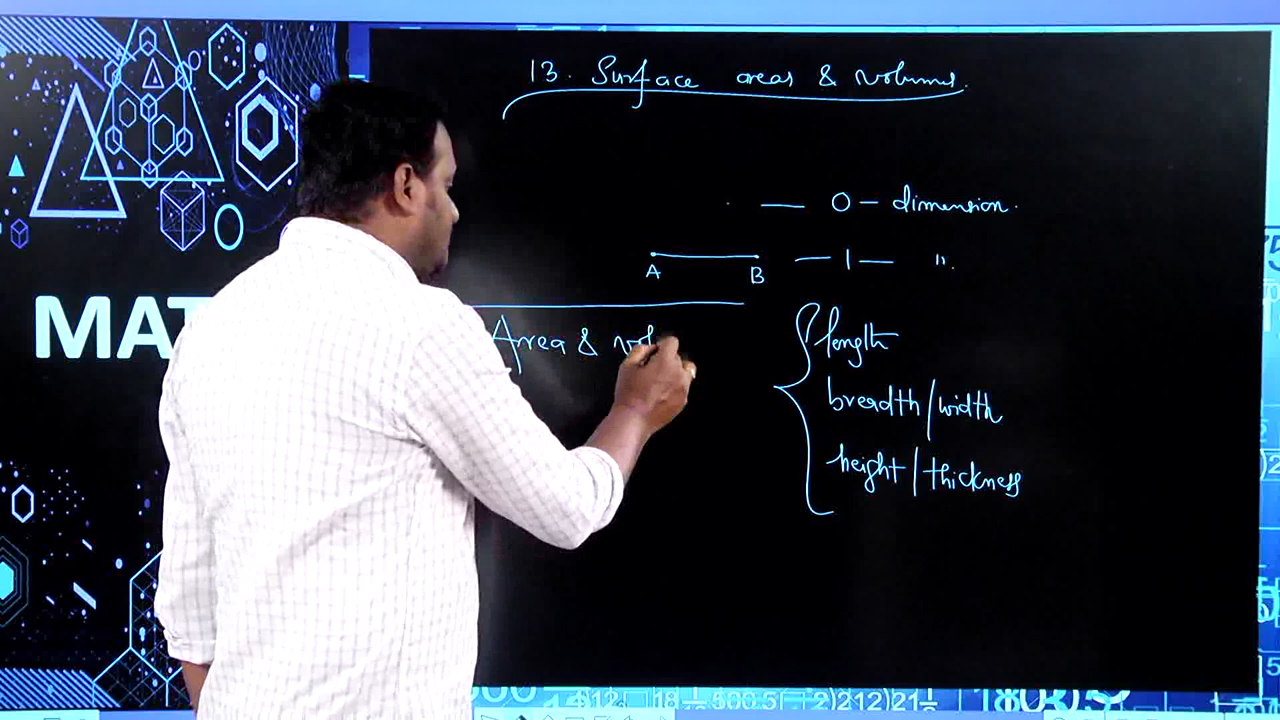 13. Surface areas & volumes.
. — 0 – dimension.
A B — 1 — ".
MAT
Area & vol
length
breadth/width
height/thickness